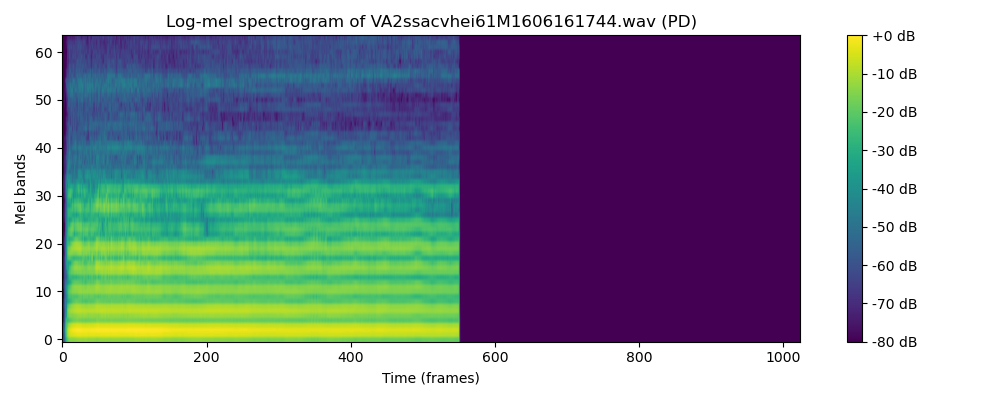 Log-mel spectrogram of VA2ssacvhei61M1606161744.wav (PD)
60
50
40
30
20
10
0
Mel bands
0 200 400 600 800 1000
Time (frames)
+0 dB
-10 dB
-20 dB
-30 dB
-40 dB
-50 dB
-60 dB
-70 dB
-80 dB